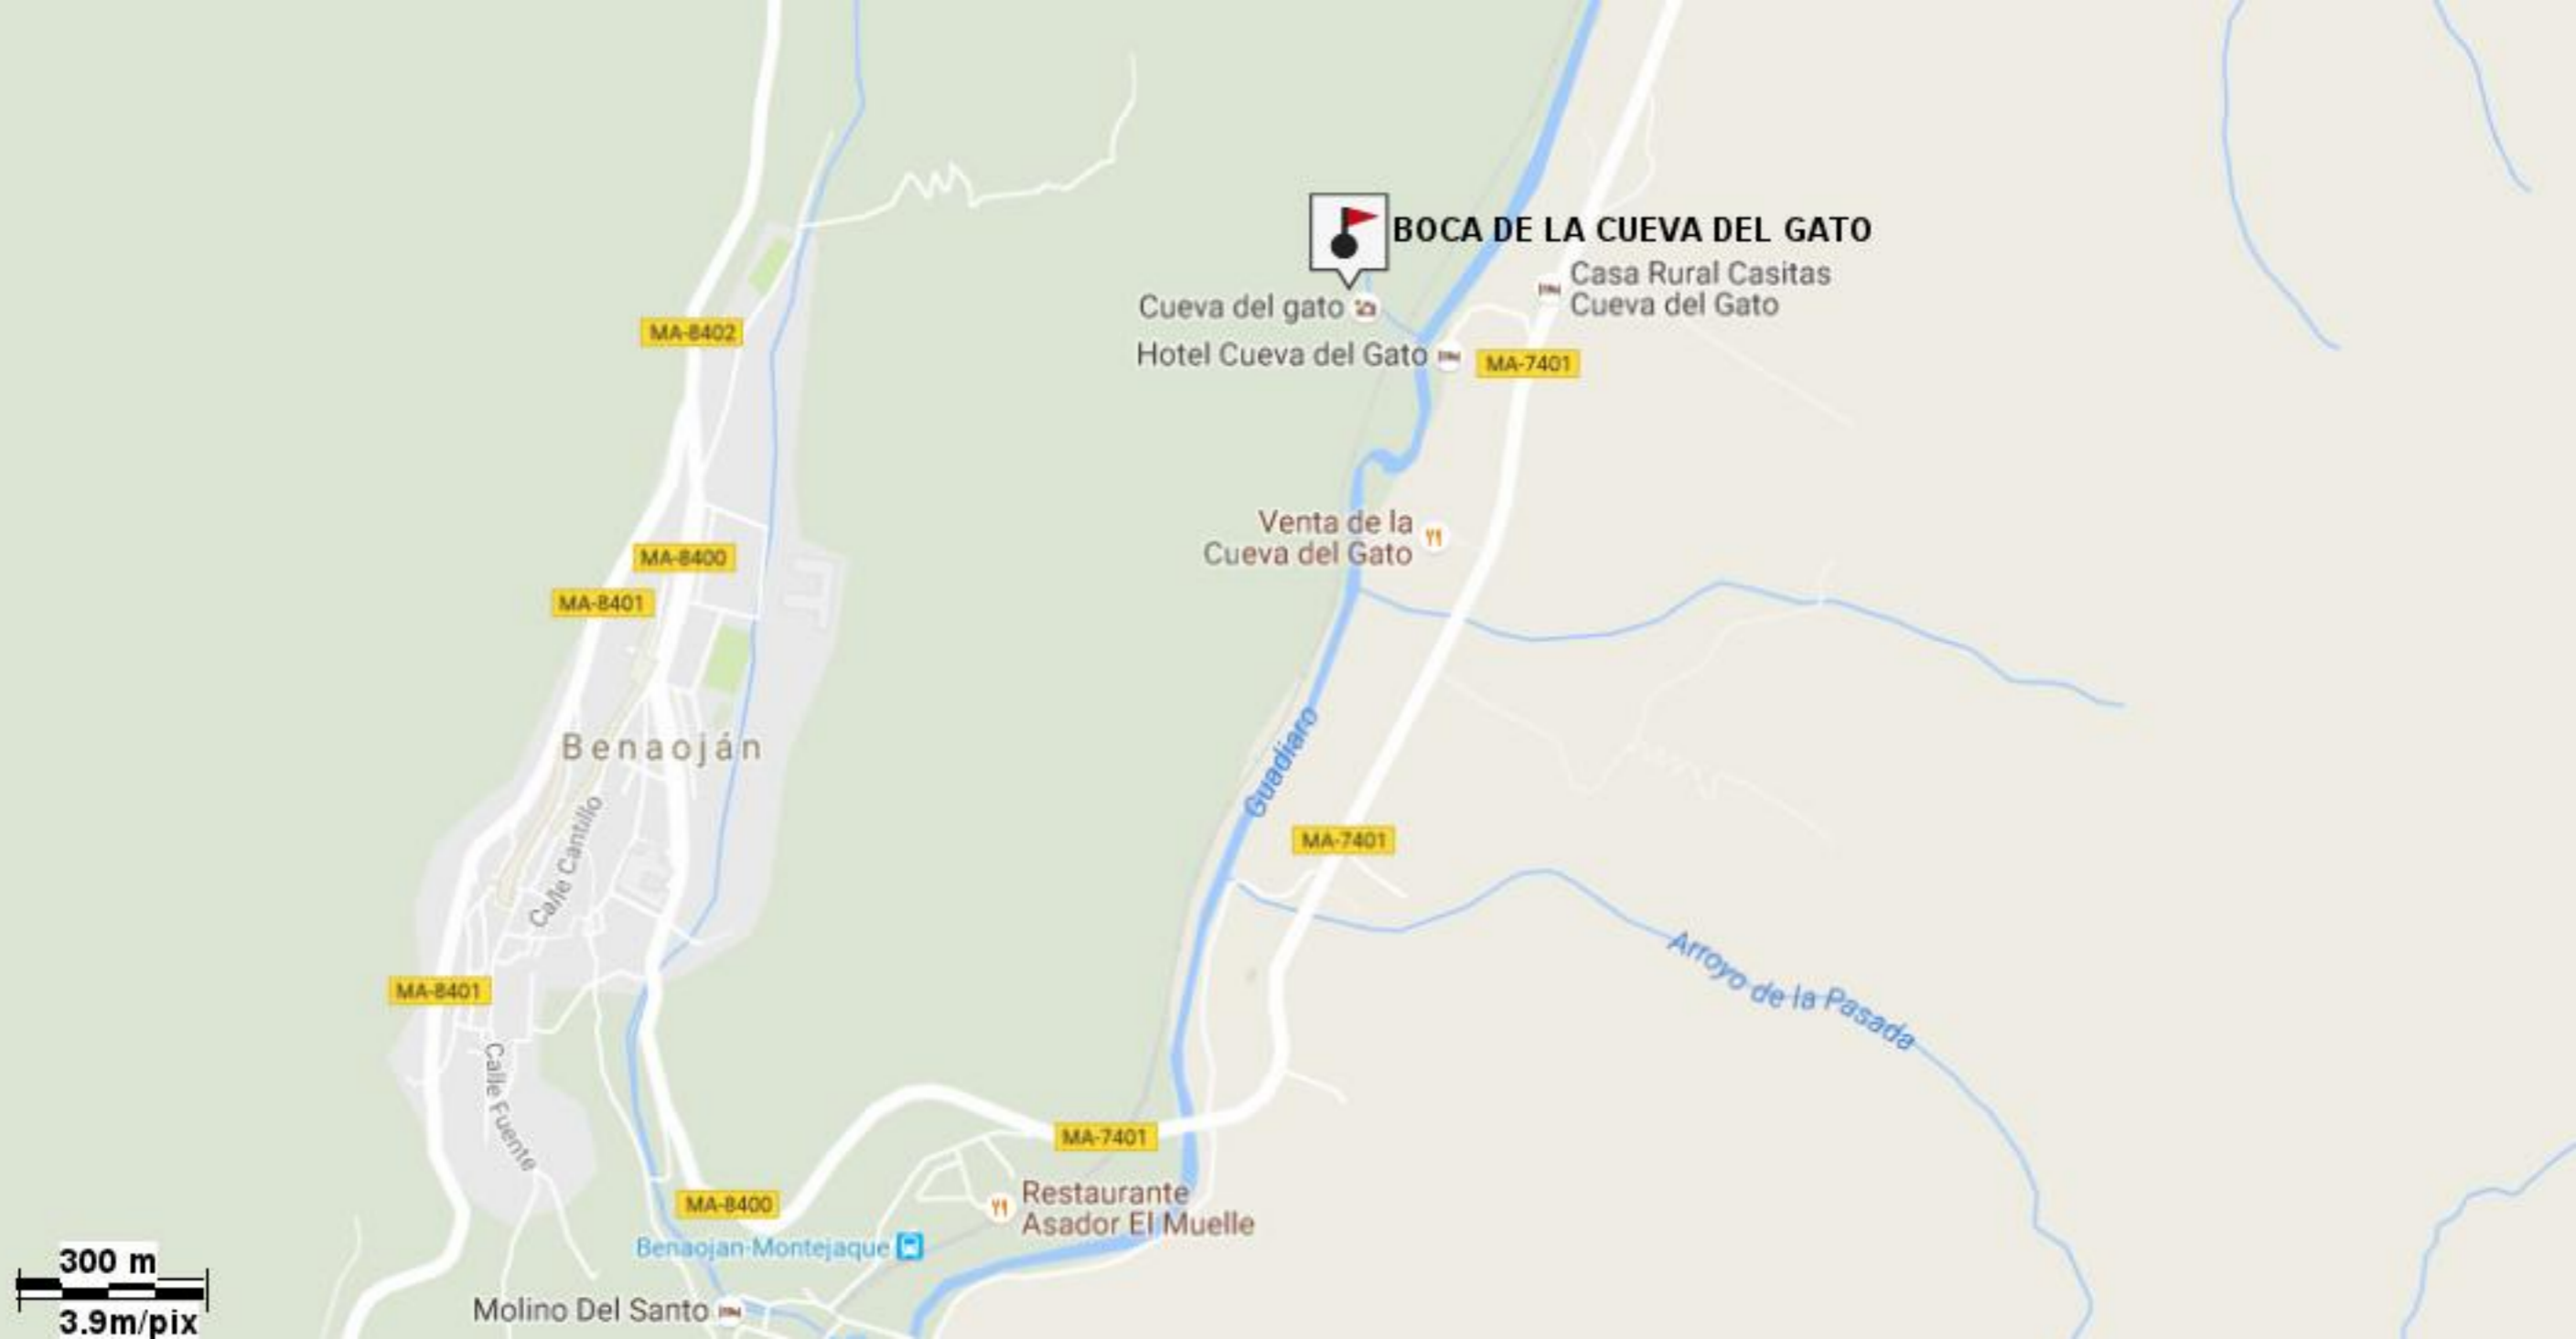 BOCA DE LA CUEVA DEL GATO
Casa Rural Casitas
Cueva del Gato
Cueva del gato
MA-8402
Hotel Cueva del Gato
MA-7401
Venta de la
Cueva del Gato
MA-8400
MA-8401
Benaoján
Guadiaro
Calle Cantillo
MA-7401
Arroyo de la Pasada
MA-8401
Calle Fuente
MA-7401
MA-8400
Restaurante
Asador El Muelle
Benaojan-Montejaque
300 m
Molino Del Santo
3.9m/pix